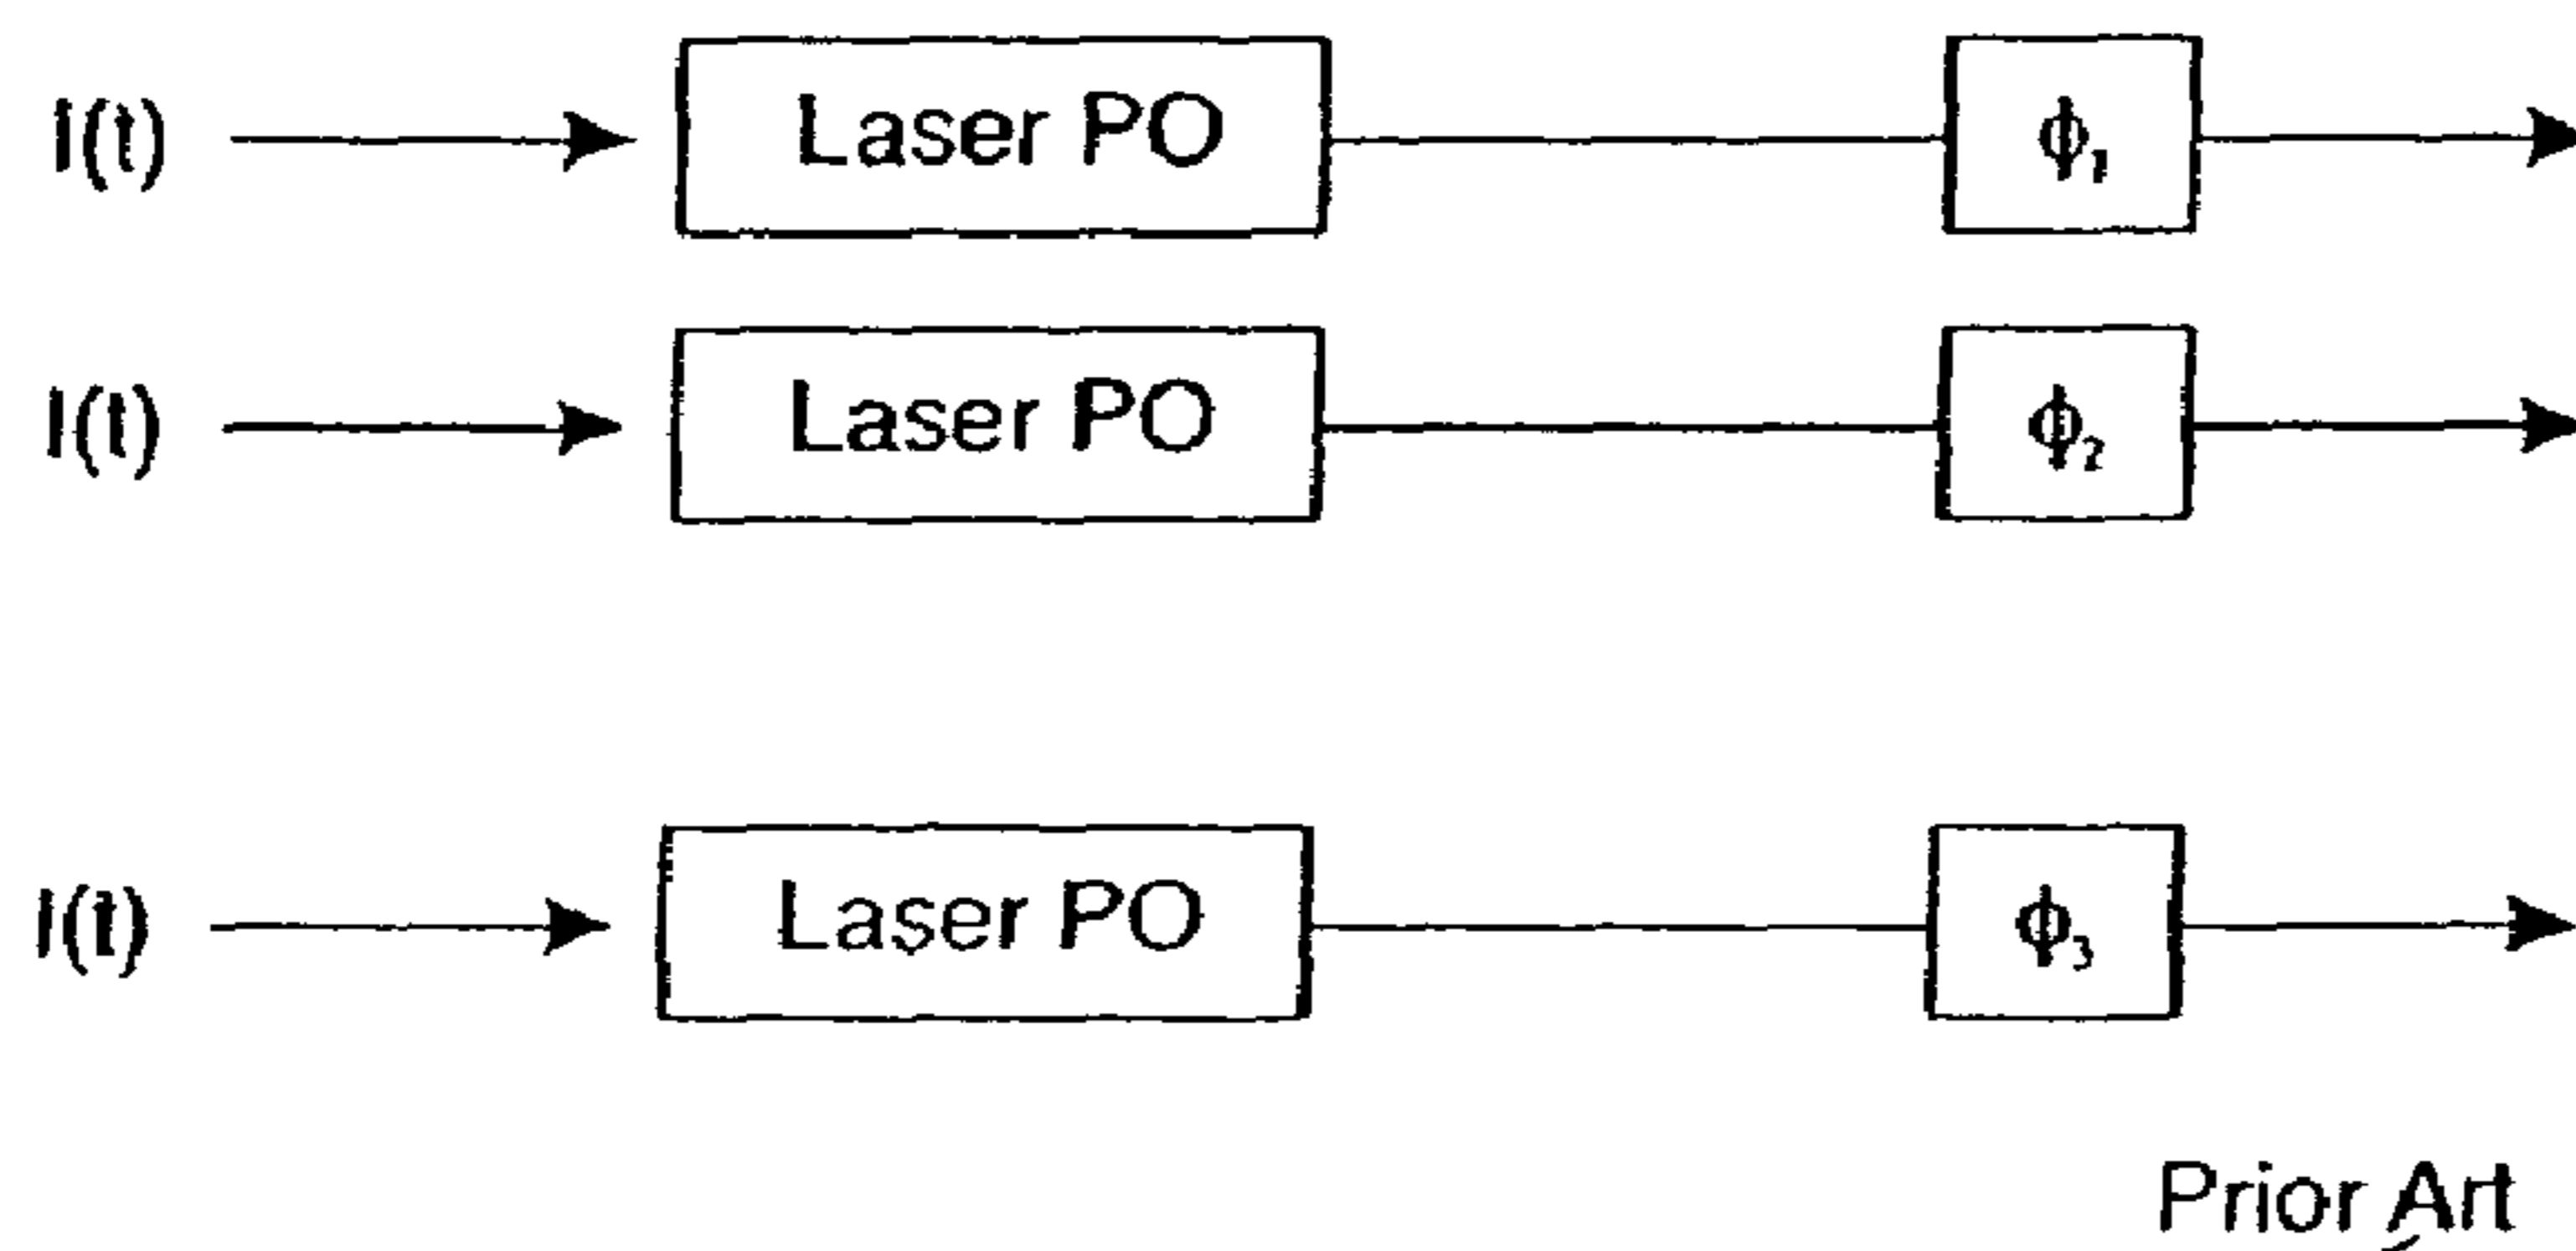 I(t) Laser PO ϕ₁
I(t) Laser PO ϕ₂
I(t) Laser PO ϕ₃
Prior Art